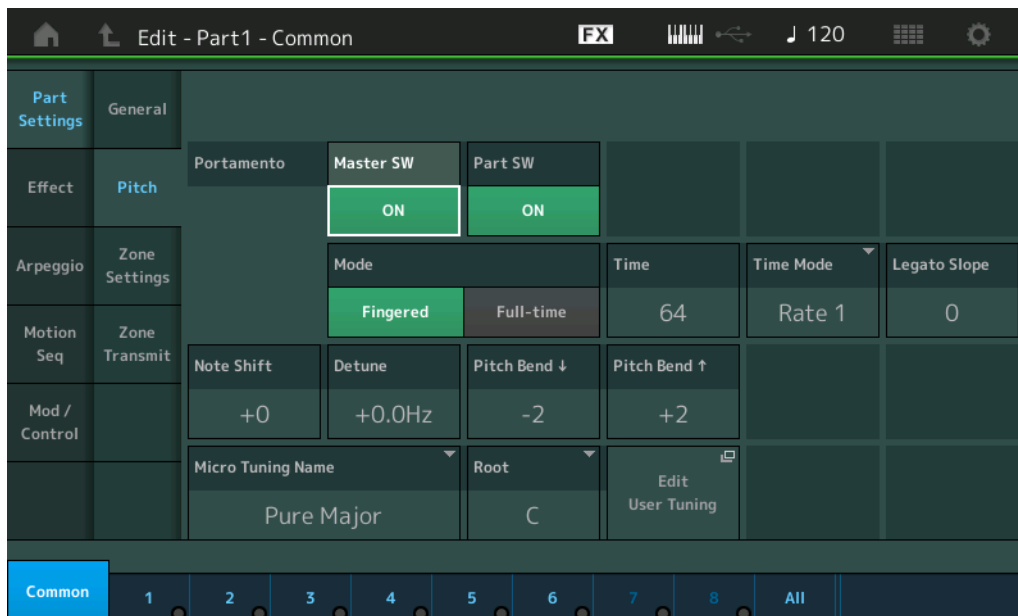 Edit - Part1 - Common
FX
♩ 120
Part
Settings
General
Effect
Pitch
Arpeggio
Zone
Settings
Motion
Seq
Zone
Transmit
Mod /
Control
Portamento
Master SW
Part SW
ON
ON
Mode
Time
Time Mode
Legato Slope
Fingered
Full-time
64
Rate 1
0
Note Shift
Detune
Pitch Bend ↓
Pitch Bend ↑
+0
+0.0Hz
-2
+2
Micro Tuning Name
Root
Edit
User Tuning
Pure Major
C
Common
1
2
3
4
5
6
7
8
All